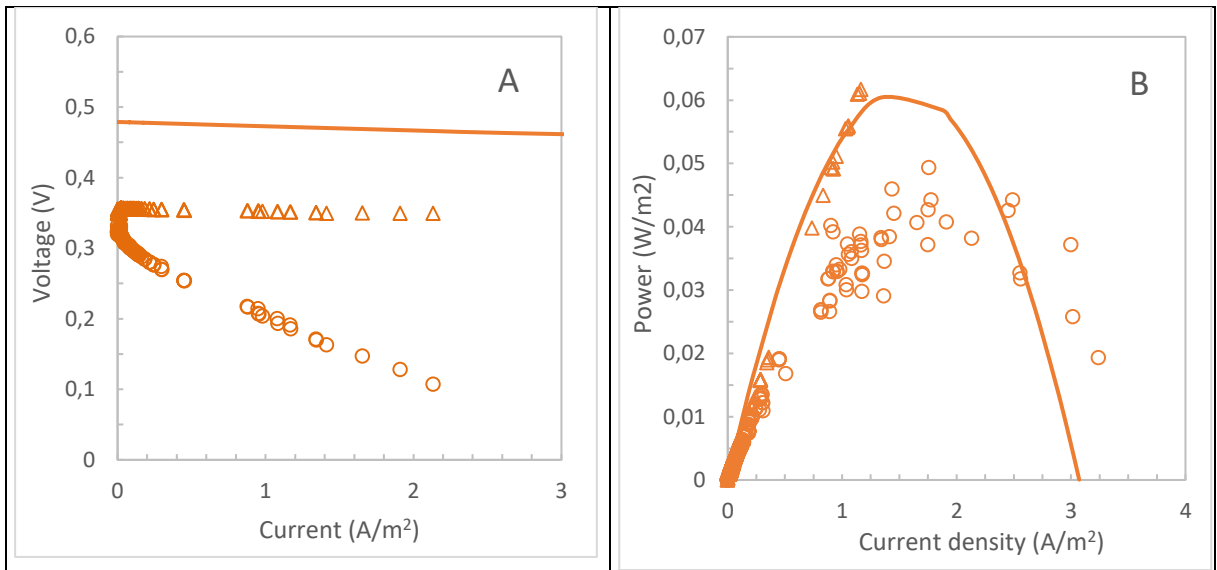 A
Voltage (V)
0,6
0,5
0,4
0,3
0,2
0,1
0
0 1 2 3
Current (A/m²)
B
Power (W/m2)
0,07
0,06
0,05
0,04
0,03
0,02
0,01
0
0 1 2 3 4
Current density (A/m²)